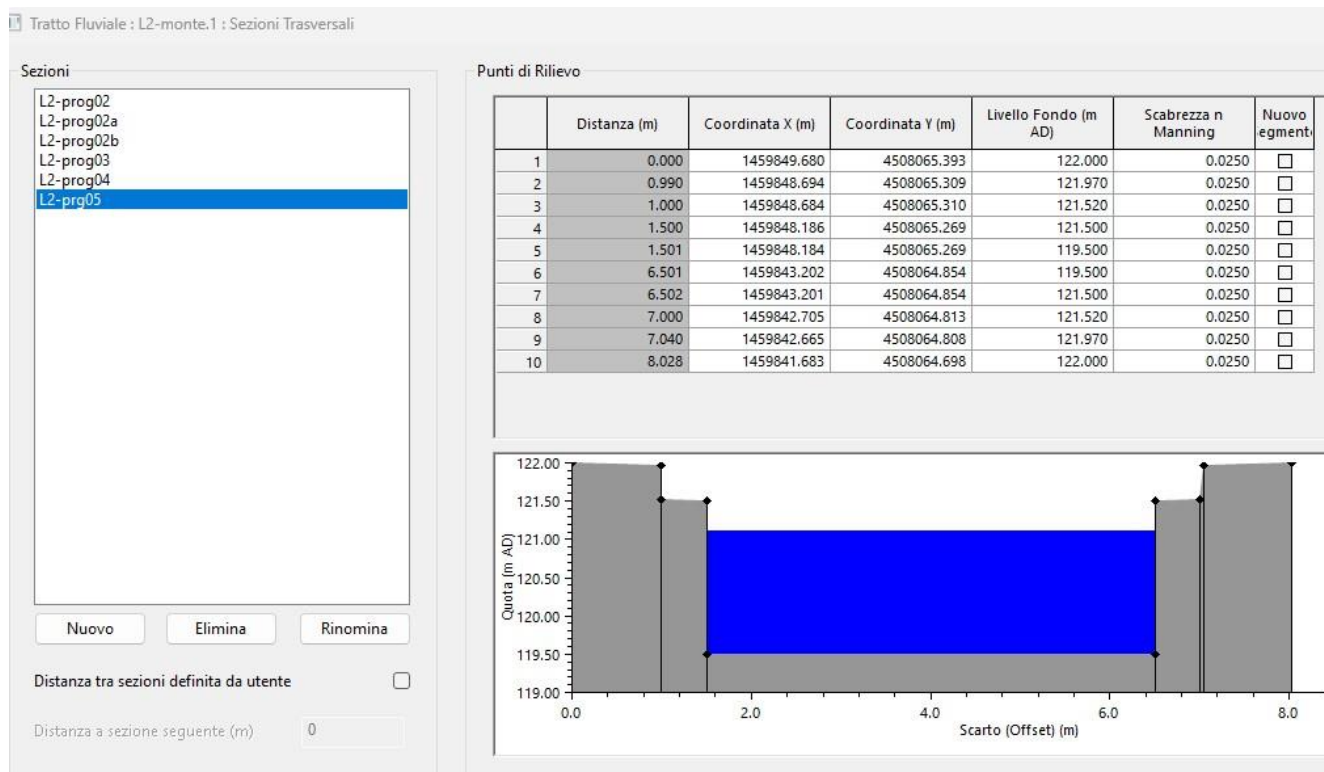 Tratto Fluviale : L2-monte.1 : Sezioni Trasversali
Sezioni
L2-prog02
L2-prog02a
L2-prog02b
L2-prog03
L2-prog04
L2-prg05
Nuovo Elimina Rinomina
Distanza tra sezioni definita da utente
Distanza a sezione seguente (m) 0
Punti di Rilievo
Distanza (m) Coordinata X (m) Coordinata Y (m) Livello Fondo (m AD) Scabrezza n Manning Nuovo egment
1 0.000 1459849.680 4508065.393 122.000 0.0250
2 0.990 1459848.694 4508065.309 121.970 0.0250
3 1.000 1459848.684 4508065.310 121.520 0.0250
4 1.500 1459848.186 4508065.269 121.500 0.0250
5 1.501 1459848.184 4508065.269 119.500 0.0250
6 6.501 1459843.202 4508064.854 119.500 0.0250
7 6.502 1459843.201 4508064.854 121.500 0.0250
8 7.000 1459842.705 4508064.813 121.520 0.0250
9 7.040 1459842.665 4508064.808 121.970 0.0250
10 8.028 1459841.683 4508064.698 122.000 0.0250
Quota (m AD)
122.00
121.50
121.00
120.50
120.00
119.50
119.00
0.0 2.0 4.0 6.0 8.0
Scarto (Offset) (m)